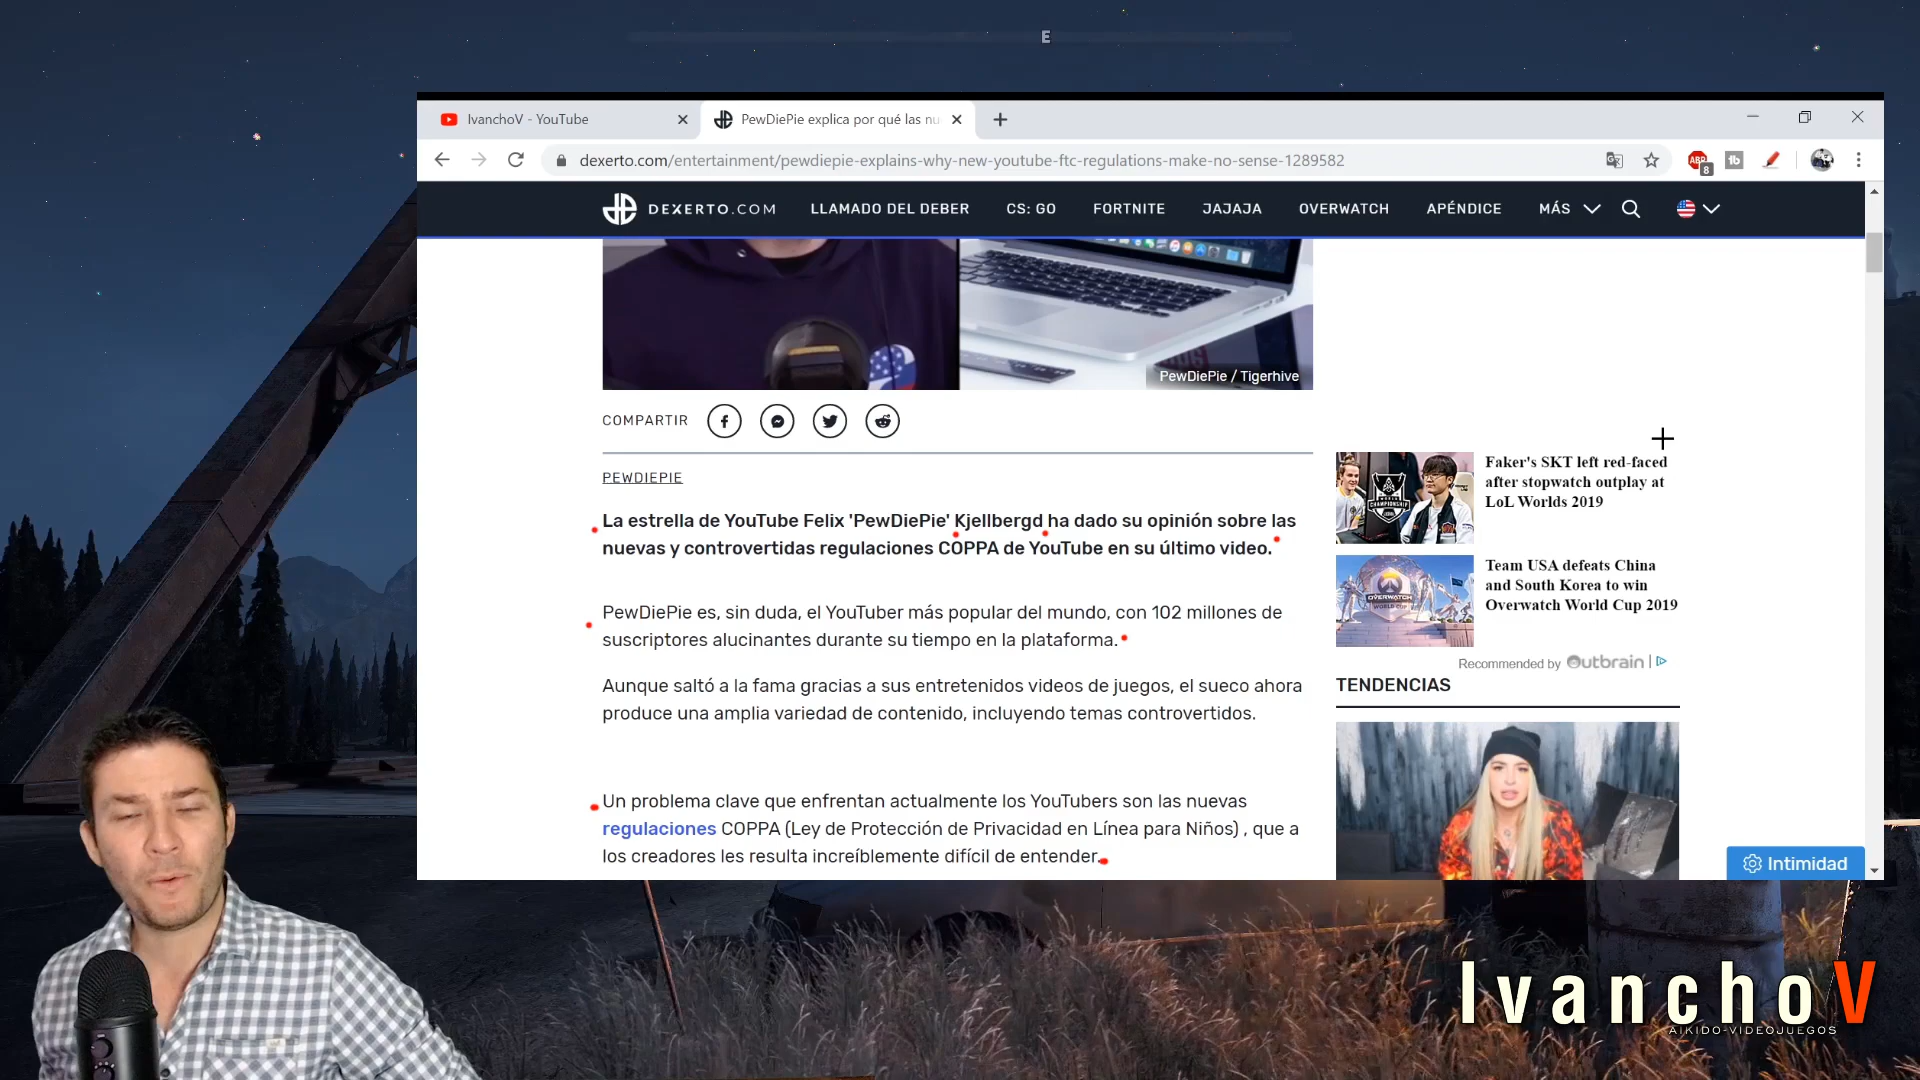 E
IvanchoV - YouTube
PewDiePie explica por qué las nu
dexerto.com/entertainment/pewdiepie-explains-why-new-youtube-ftc-regulations-make-no-sense-1289582
ABP
8
tb
DEXERTO.COM
LLAMADO DEL DEBER
CS: GO
FORTNITE
JAJAJA
OVERWATCH
APÉNDICE
MÁS
PewDiePie / Tigerhive
COMPARTIR
PEWDIEPIE
La estrella de YouTube Felix 'PewDiePie' Kjellbergd ha dado su opinión sobre las
nuevas y controvertidas regulaciones COPPA de YouTube en su último video.
PewDiePie es, sin duda, el YouTuber más popular del mundo, con 102 millones de
suscriptores alucinantes durante su tiempo en la plataforma.
Aunque saltó a la fama gracias a sus entretenidos videos de juegos, el sueco ahora
produce una amplia variedad de contenido, incluyendo temas controvertidos.
Un problema clave que enfrentan actualmente los YouTubers son las nuevas
regulaciones COPPA (Ley de Protección de Privacidad en Línea para Niños) , que a
los creadores les resulta increíblemente difícil de entender.
Faker's SKT left red-faced
after stopwatch outplay at
LoL Worlds 2019
OVERWATCH
Team USA defeats China
and South Korea to win
Overwatch World Cup 2019
Recommended by Outbrain
TENDENCIAS
Intimidad
IvanchoV
AIKIDO-VIDEOJUEGOS